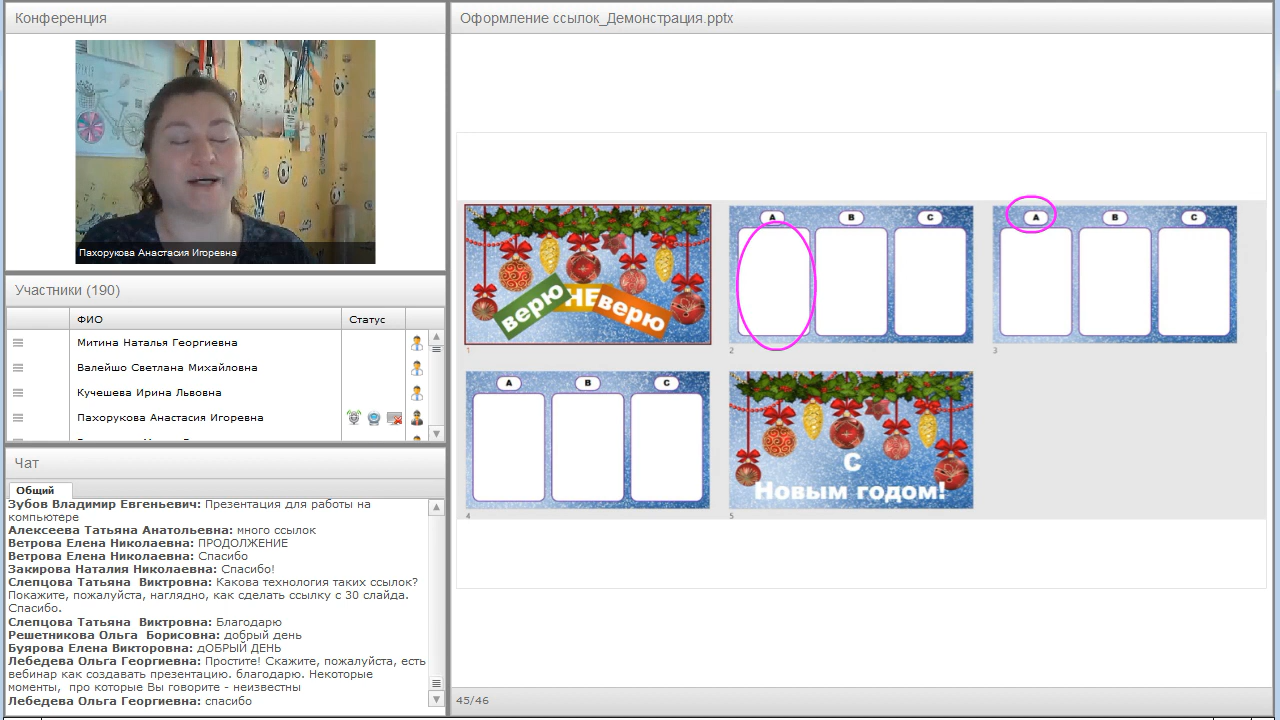 Конференция
Пахорукова Анастасия Игоревна
Участники (190)
ФИО
Статус
Митина Наталья Георгиевна
Валейшо Светлана Михайловна
Кучешева Ирина Львовна
Пахорукова Анастасия Игоревна
Чат
Общий
Зубов Владимир Евгеньевич: Презентация для работы на
компьютере
Алексеева Татьяна Анатольевна: много ссылок
Ветрова Елена Николаевна: ПРОДОЛЖЕНИЕ
Ветрова Елена Николаевна: Спасибо
Закирова Наталия Николаевна: Спасибо!
Слепцова Татьяна Виктровна: Какова технология таких ссылок?
Покажите, пожалуйста, наглядно, как сделать ссылку с 30 слайда.
Спасибо.
Слепцова Татьяна Виктровна: Благодарю
Решетникова Ольга Борисовна: добрый день
Буярова Елена Викторовна: дОБРЫЙ ДЕНЬ
Лебедева Ольга Георгиевна: Простите! Скажите, пожалуйста, есть
вебинар как создавать презентацию. благодарю. Некоторые
моменты, про которые Вы говорите - неизвестны
Лебедева Ольга Георгиевна: спасибо
Оформление ссылок_Демонстрация.pptx
верю НЕ верю
1
A B C
2
A B C
3
A B C
4
С
Новым годом!
5
45/46